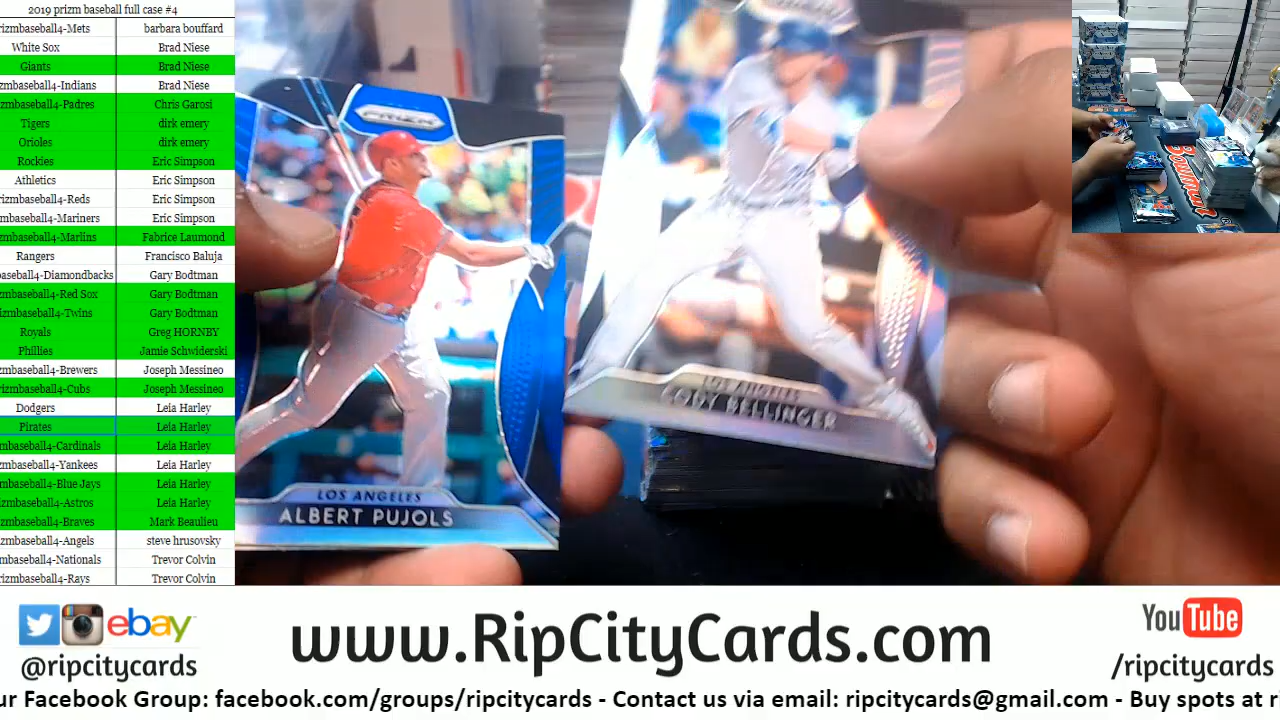 2019 prizm baseball full case #4
rizmbaseball4-Mets barbara bouffard
White Sox Brad Niese
Giants Brad Niese
izmbaseball4-Indians Brad Niese
zmbaseball4-Padres Chris Garosi
Tigers dirk emery
Orioles dirk emery
Rockies Eric Simpson
Athletics Eric Simpson
rizmbaseball4-Reds Eric Simpson
mbaseball4-Mariners Eric Simpson
zmbaseball4-Marlins Fabrice Laumond
Rangers Francisco Baluja
baseball4-Diamondbacks Gary Bodtman
zmbaseball4-Red Sox Gary Bodtman
izmbaseball4-Twins Gary Bodtman
Royals Greg HORNBY
Phillies Jamie Schwiderski
zmbaseball4-Brewers Joseph Messineo
rizmbaseball4-Cubs Joseph Messineo
Dodgers Leia Harley
Pirates Leia Harley
mbaseball4-Cardinals Leia Harley
mbaseball4-Yankees Leia Harley
mbaseball4-Blue Jays Leia Harley
zmbaseball4-Astros Leia Harley
zmbaseball4-Braves Mark Beaulieu
zmbaseball4-Angels steve hrusovsky
mbaseball4-Nationals Trevor Colvin
rizmbaseball4-Rays Trevor Colvin
PRIZM
LOS ANGELES
ALBERT PUJOLS
LOS ANGELES
CODY BELLINGER
Bowman
ebay
@ripcitycards
www.RipCityCards.com
YouTube
/ripcitycards
ur Facebook Group: facebook.com/groups/ripcitycards - Contact us via email: ripcitycards@gmail.com - Buy spots at ri